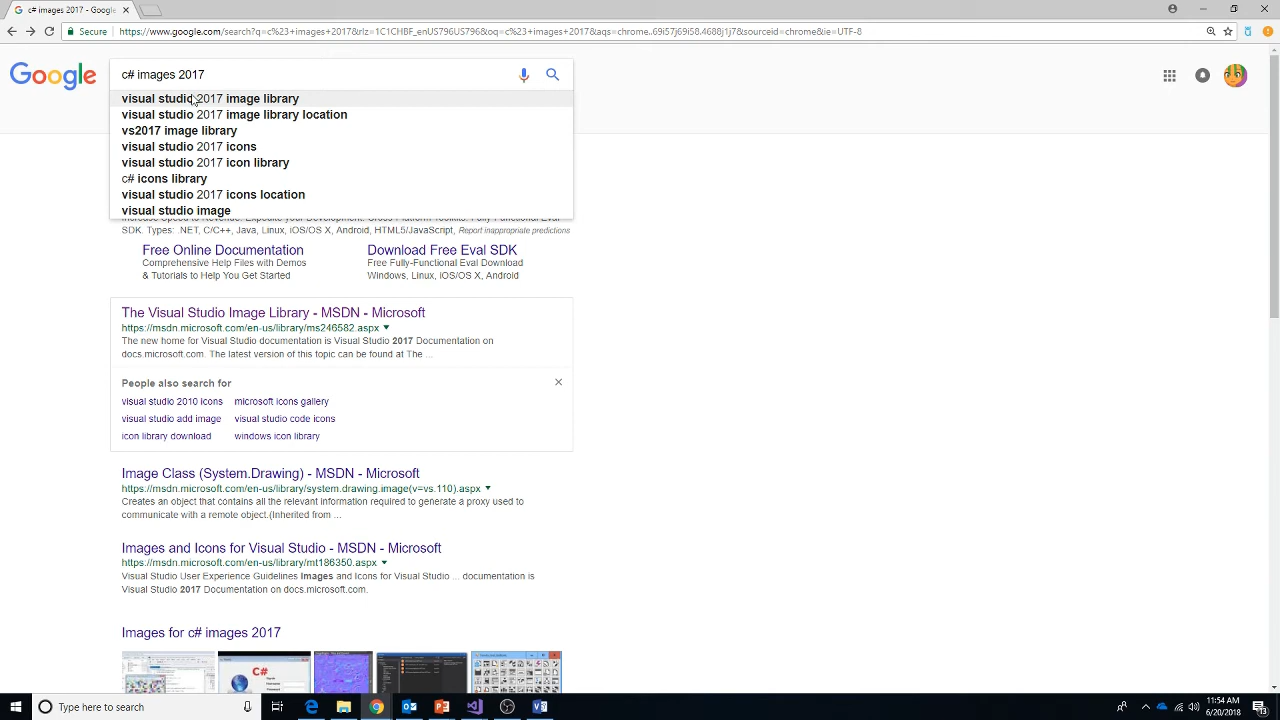 c# images 2017 - Google
Secure https://www.google.com/search?q=c%23+images+2017&rlz=1C1CHBF_enUS796US796&oq=c%23+images+2017&aqs=chrome..69i57j69i58.4688j1j7&sourceid=chrome&ie=UTF-8
Google
c# images 2017
visual studio 2017 image library
visual studio 2017 image library location
vs2017 image library
visual studio 2017 icons
visual studio 2017 icon library
c# icons library
visual studio 2017 icons location
visual studio image
SDK. Types: .NET, C/C++, Java, Linux, iOS/OS X, Android, HTML5/JavaScript, Report inappropriate predictions
Free Online Documentation
Comprehensive Help Files with Demos
& Tutorials to Help You Get Started
Download Free Eval SDK
Free Fully-Functional Eval Download
Windows, Linux, iOS/OS X, Android
The Visual Studio Image Library - MSDN - Microsoft
https://msdn.microsoft.com/en-us/library/ms246582.aspx
The new home for Visual Studio documentation is Visual Studio 2017 Documentation on
docs.microsoft.com. The latest version of this topic can be found at The ...
People also search for
visual studio 2010 icons
microsoft icons gallery
visual studio add image
visual studio code icons
icon library download
windows icon library
Image Class (System.Drawing) - MSDN - Microsoft
https://msdn.microsoft.com/en-us/library/system.drawing.image(v=vs.110).aspx
Creates an object that contains all the relevant information required to generate a proxy used to
communicate with a remote object.(Inherited from ...
Images and Icons for Visual Studio - MSDN - Microsoft
https://msdn.microsoft.com/en-us/library/mt186350.aspx
Visual Studio User Experience Guidelines Images and Icons for Visual Studio ... documentation is
Visual Studio 2017 Documentation on docs.microsoft.com.
Images for c# images 2017
C#
Type here to search
11:54 AM
6/20/2018